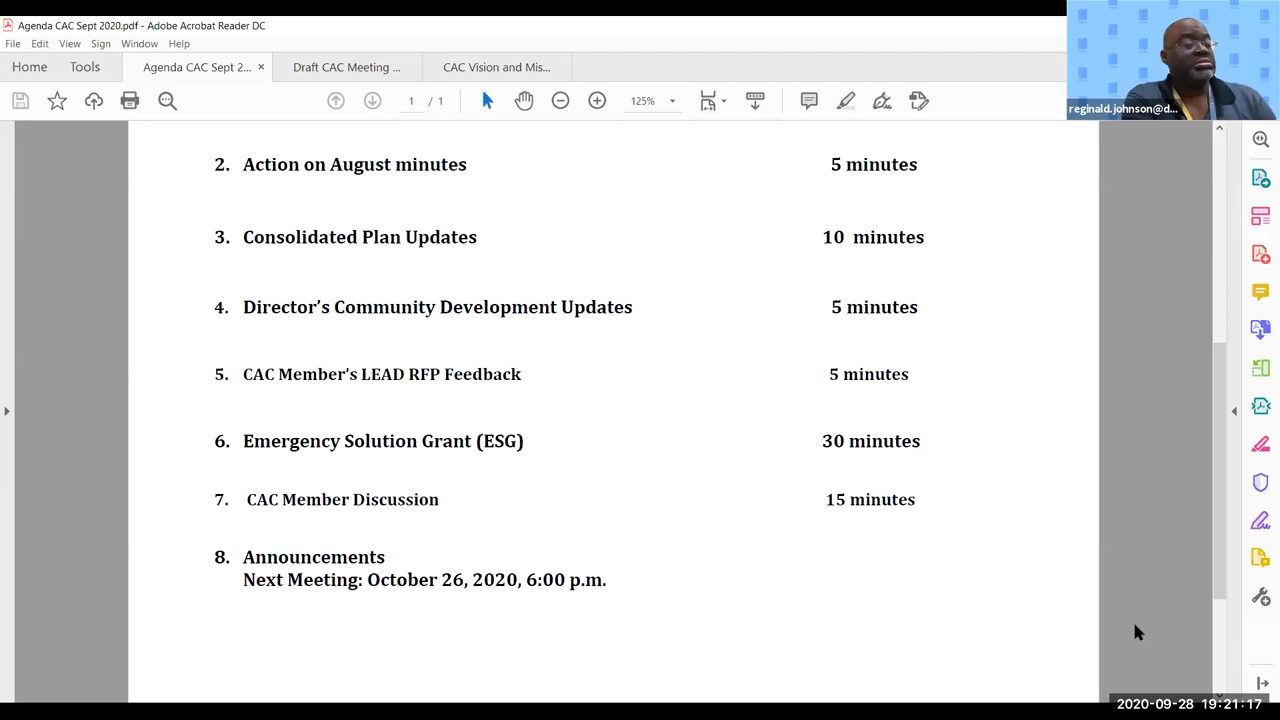 Agenda CAC Sept 2020.pdf - Adobe Acrobat Reader DC
File Edit View Sign Window Help
Home Tools Agenda CAC Sept 2... × Draft CAC Meeting ... CAC Vision and Mis...
1 / 1 125%
reginald.johnson@d...
2. Action on August minutes 5 minutes
3. Consolidated Plan Updates 10 minutes
4. Director’s Community Development Updates 5 minutes
5. CAC Member’s LEAD RFP Feedback 5 minutes
6. Emergency Solution Grant (ESG) 30 minutes
7. CAC Member Discussion 15 minutes
8. Announcements
Next Meeting: October 26, 2020, 6:00 p.m.
2020-09-28 19:21:17